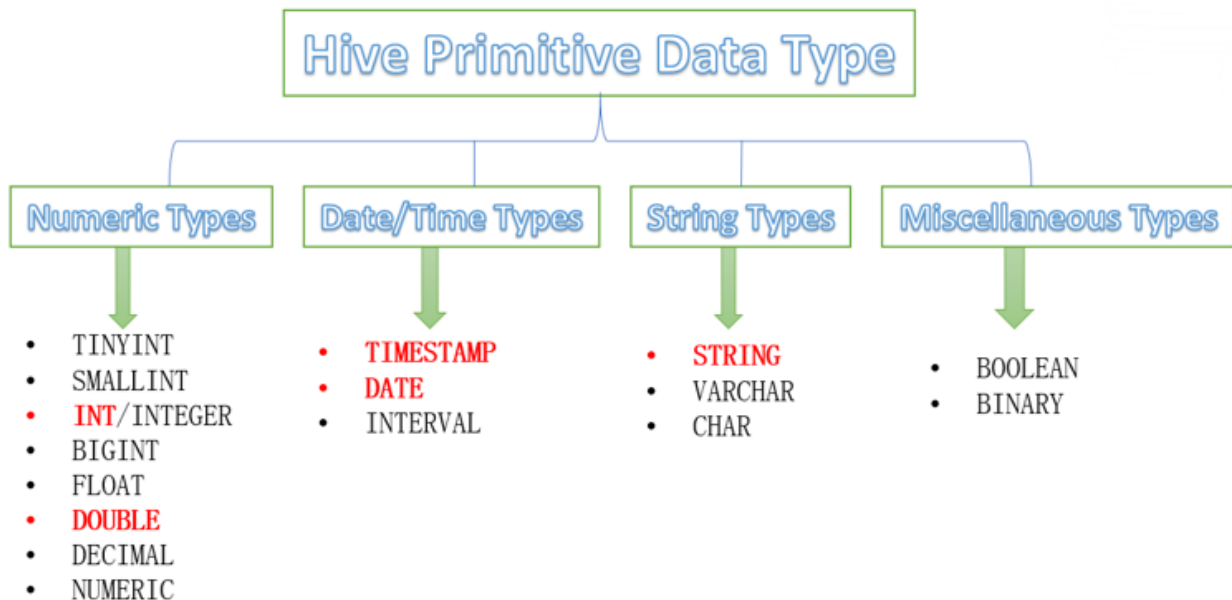 Hive Primitive Data Type
Numeric Types
Date/Time Types
String Types
Miscellaneous Types
• TINYINT
• SMALLINT
• INT/INTEGER
• BIGINT
• FLOAT
• DOUBLE
• DECIMAL
• NUMERIC
• TIMESTAMP
• DATE
• INTERVAL
• STRING
• VARCHAR
• CHAR
• BOOLEAN
• BINARY